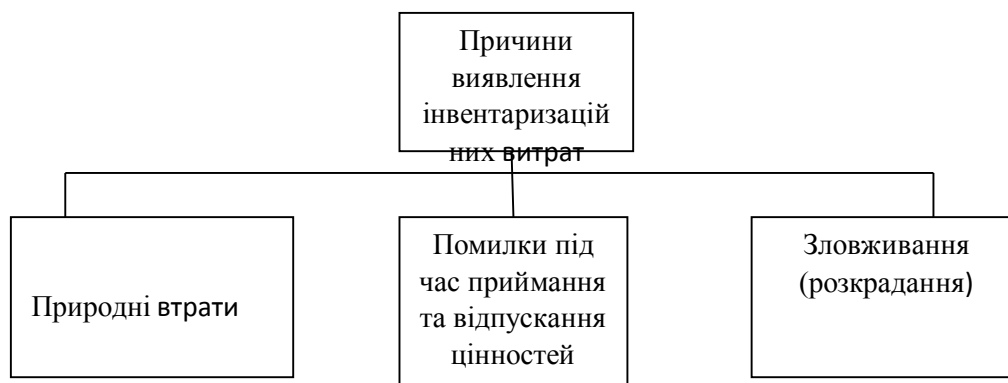 Причини
виявлення
інвентаризацій
них витрат
Природні втрати
Помилки під
час приймання
та відпускання
цінностей
Зловживання
(розкрадання)